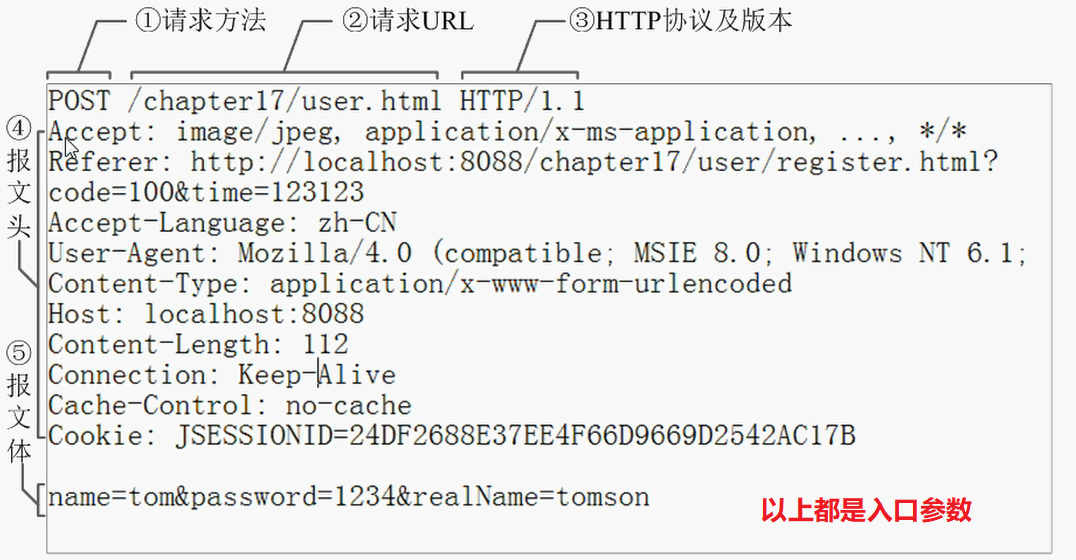 ①请求方法 ②请求URL ③HTTP协议及版本
POST /chapter17/user.html HTTP/1.1
④报文头
Accept: image/jpeg, application/x-ms-application, ..., */*
Referer: http://localhost:8088/chapter17/user/register.html?
code=100&time=123123
Accept-Language: zh-CN
User-Agent: Mozilla/4.0 (compatible; MSIE 8.0; Windows NT 6.1;
Content-Type: application/x-www-form-urlencoded
Host: localhost:8088
Content-Length: 112
Connection: Keep-Alive
Cache-Control: no-cache
Cookie: JSESSIONID=24DF2688E37EE4F66D9669D2542AC17B
⑤报文体
name=tom&password=1234&realName=tomson
以上都是入口参数